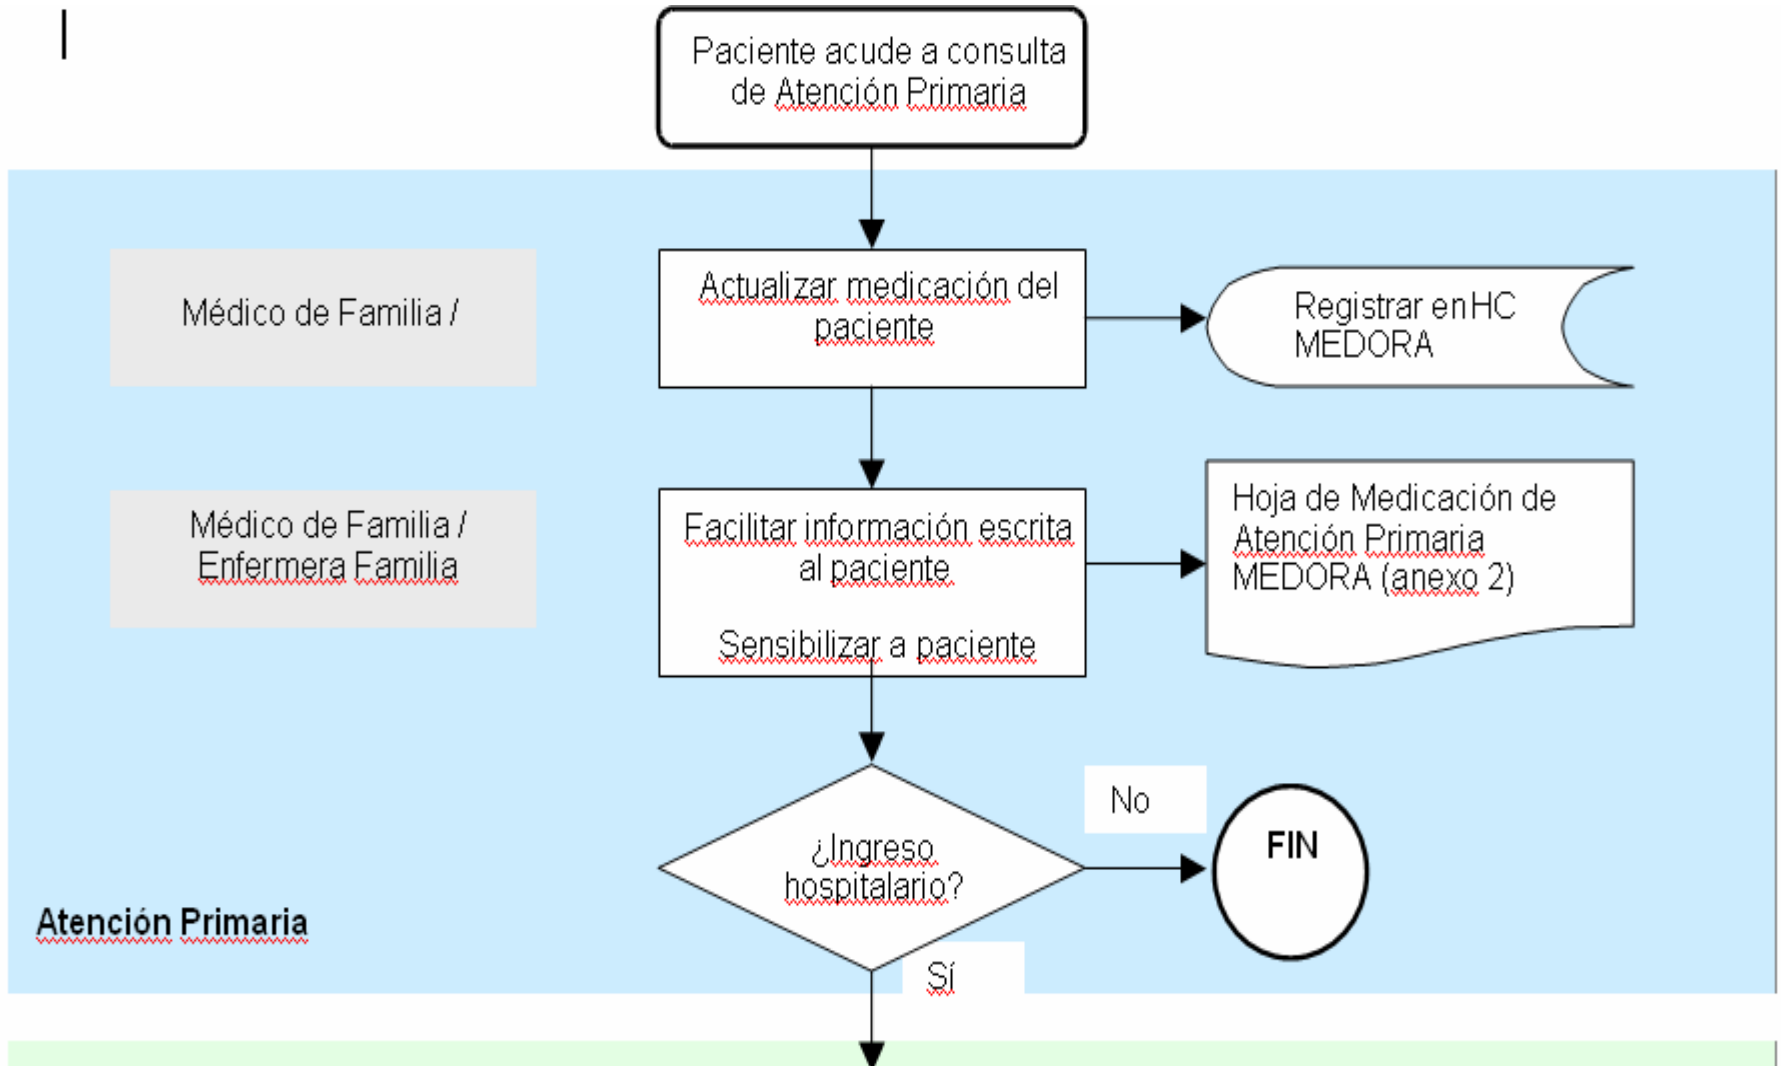 Paciente acude a consulta
de Atención Primaria
Médico de Familia /
Actualizar medicación del
paciente
Registrar en HC
MEDORA
Médico de Familia /
Enfermera Familia
Facilitar información escrita
al paciente
Sensibilizar a paciente
Hoja de Medicación de
Atención Primaria
MEDORA (anexo 2)
No
¿Ingreso
hospitalario?
FIN
Atención Primaria
Sí